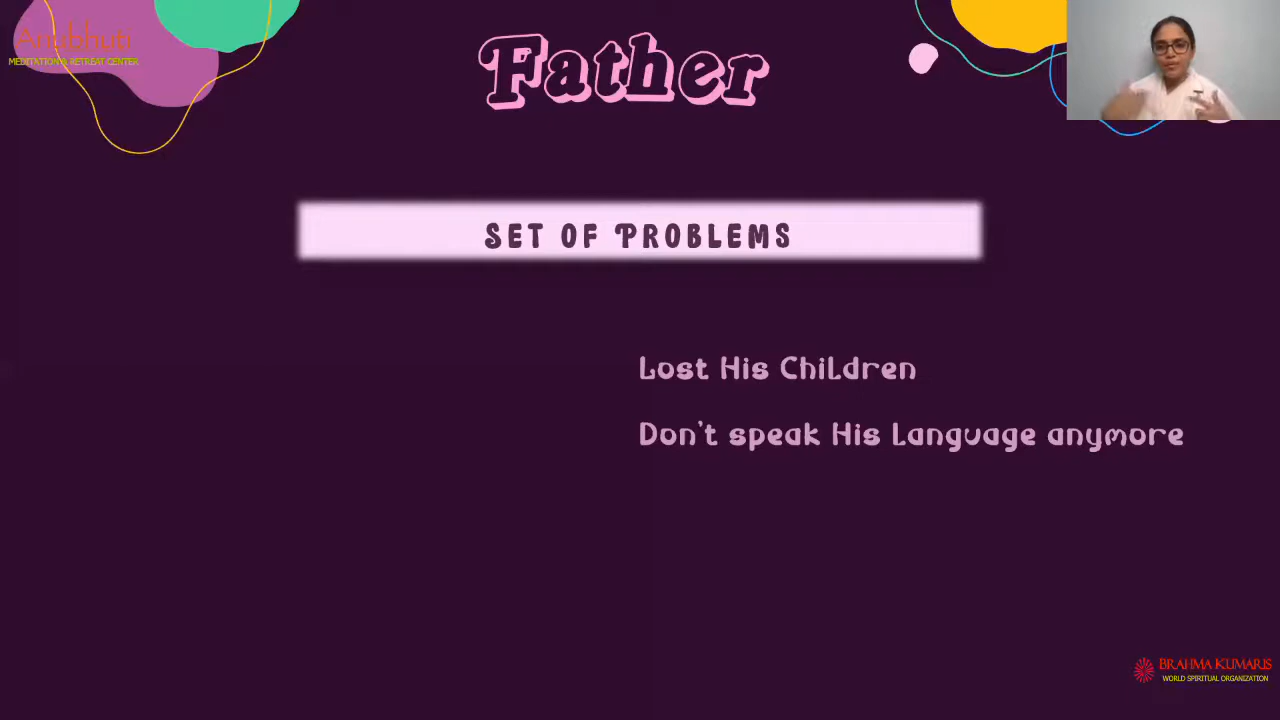 Anubhuti
MEDITATION & RETREAT CENTER
Father
SET OF PROBLEMS
Lost His Children
Don't speak His Language anymore
BRAHMA KUMARIS
WORLD SPIRITUAL ORGANIZATION